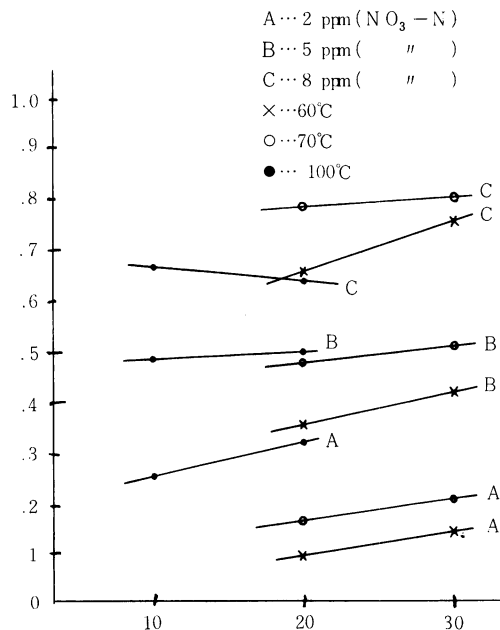 A…2 ppm(NO₃−N)
B…5 ppm( 〃 )
C…8 ppm( 〃 )
×…60℃
○…70℃
●… 100℃
1.0
.9
.8
.7
.6
.5
.4
.3
.2
1
0
10
20
30
C
C
C
B
B
B
A
A
A